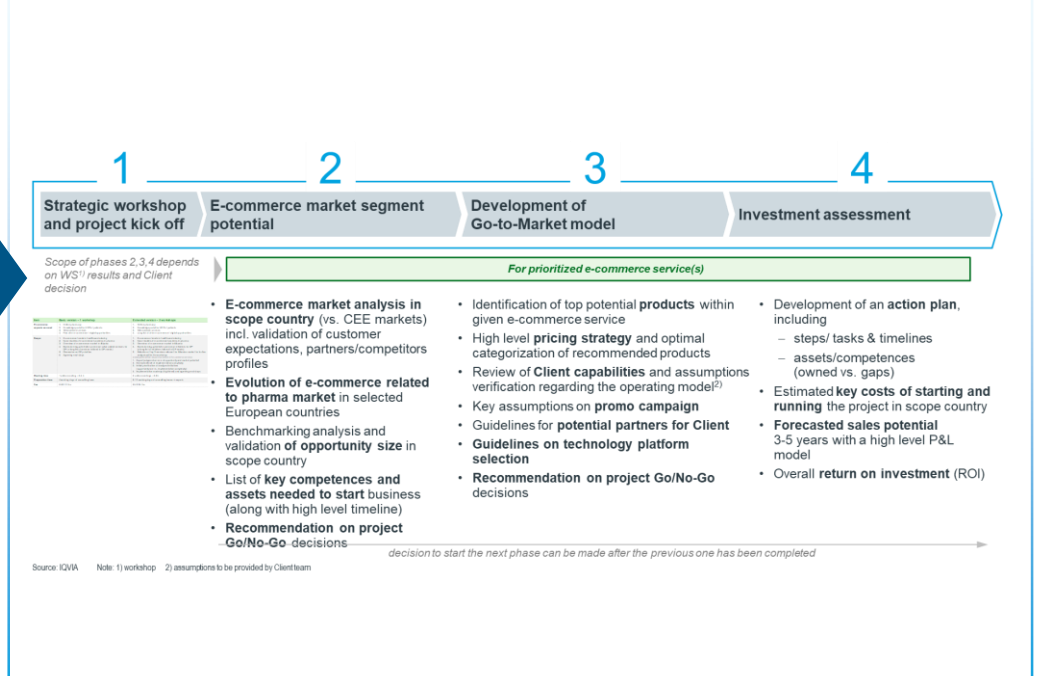 1
2
3
4
Strategic workshop
and project kick off
E-commerce market segment
potential
Development of
Go-to-Market model
Investment assessment
Scope of phases 2,3,4 depends
on WS¹⁾ results and Client
decision
For prioritized e-commerce service(s)
• E-commerce market analysis in
scope country (vs. CEE markets)
incl. validation of customer
expectations, partners/competitors
profiles
• Evolution of e-commerce related
to pharma market in selected
European countries
• Benchmarking analysis and
validation of opportunity size in
scope country
• List of key competences and
assets needed to start business
(along with high level timeline)
• Recommendation on project
Go/No-Go decisions
• Identification of top potential products within
given e-commerce service
• High level pricing strategy and optimal
categorization of recommended products
• Review of Client capabilities and assumptions
verification regarding the operating model²⁾
• Key assumptions on promo campaign
• Guidelines for potential partners for Client
• Guidelines on technology platform
selection
• Recommendation on project Go/No-Go
decisions
• Development of an action plan,
including
– steps/ tasks & timelines
– assets/competences
(owned vs. gaps)
• Estimated key costs of starting and
running the project in scope country
• Forecasted sales potential
3-5 years with a high level P&L
model
• Overall return on investment (ROI)
decision to start the next phase can be made after the previous one has been completed
Source: IQVIA Note: 1) workshop 2) assumptions to be provided by Client team